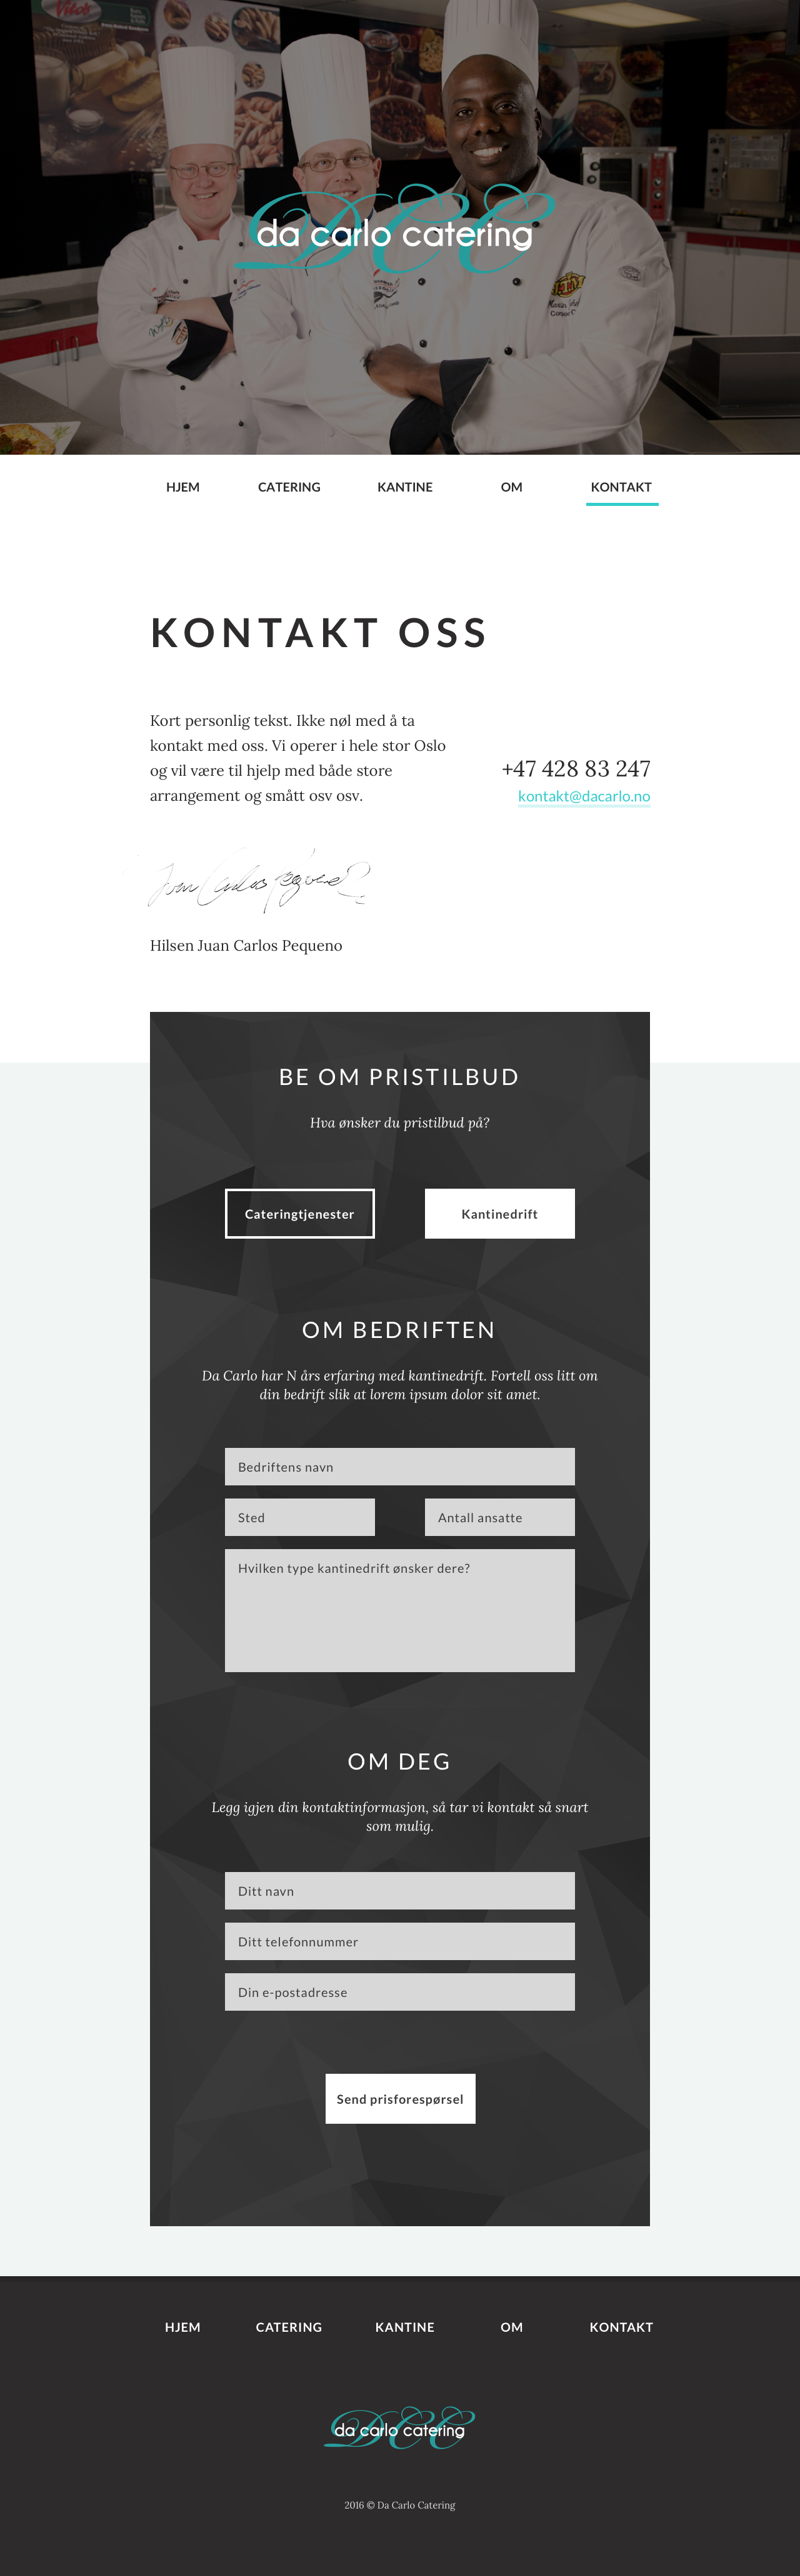 Vito's
da carlo catering
DCC
HJEM CATERING KANTINE OM KONTAKT
KONTAKT OSS
Kort personlig tekst. Ikke nøl med å ta
kontakt med oss. Vi operer i hele stor Oslo
og vil være til hjelp med både store
arrangement og smått osv osv.
+47 428 83 247
kontakt@dacarlo.no
Hilsen Juan Carlos Pequeno
BE OM PRISTILBUD
Hva ønsker du pristilbud på?
Cateringtjenester
Kantinedrift
OM BEDRIFTEN
Da Carlo har N års erfaring med kantinedrift. Fortell oss litt om
din bedrift slik at lorem ipsum dolor sit amet.
Bedriftens navn
Sted
Antall ansatte
Hvilken type kantinedrift ønsker dere?
OM DEG
Legg igjen din kontaktinformasjon, så tar vi kontakt så snart
som mulig.
Ditt navn
Ditt telefonnummer
Din e-postadresse
Send prisforespørsel
HJEM CATERING KANTINE OM KONTAKT
da carlo catering
DCC
2016 © Da Carlo Catering